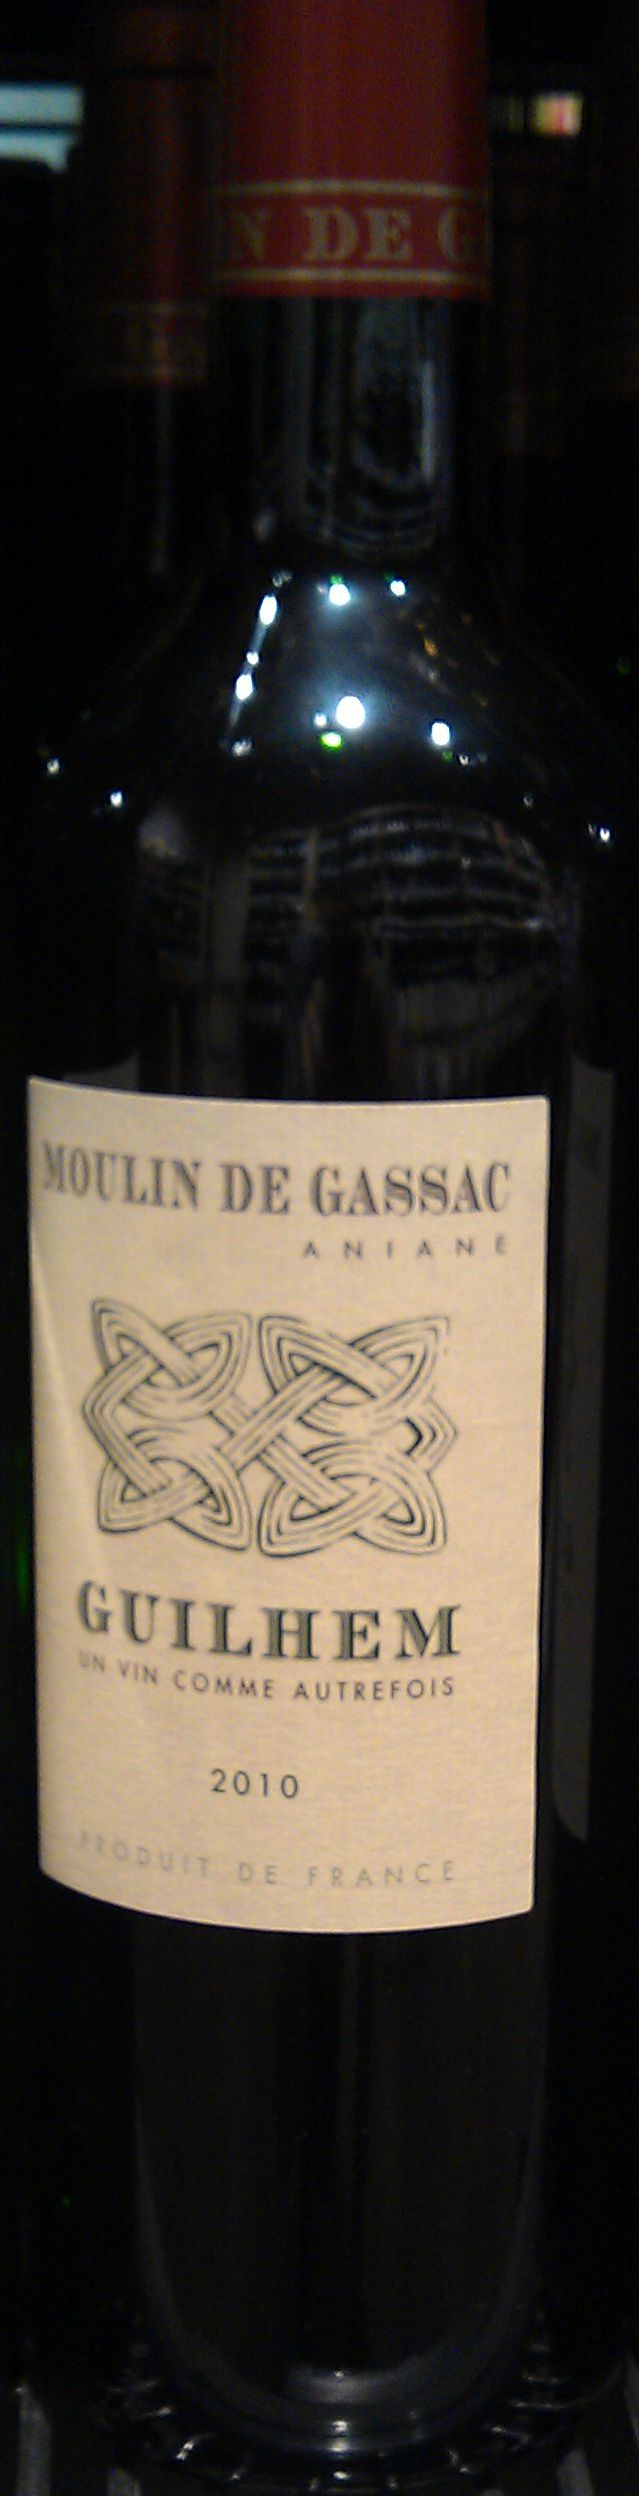 N DE G
MOULIN DE GASSAC
ANIANE
GUILHEM
UN VIN COMME AUTREFOIS
2010
PRODUIT DE FRANCE